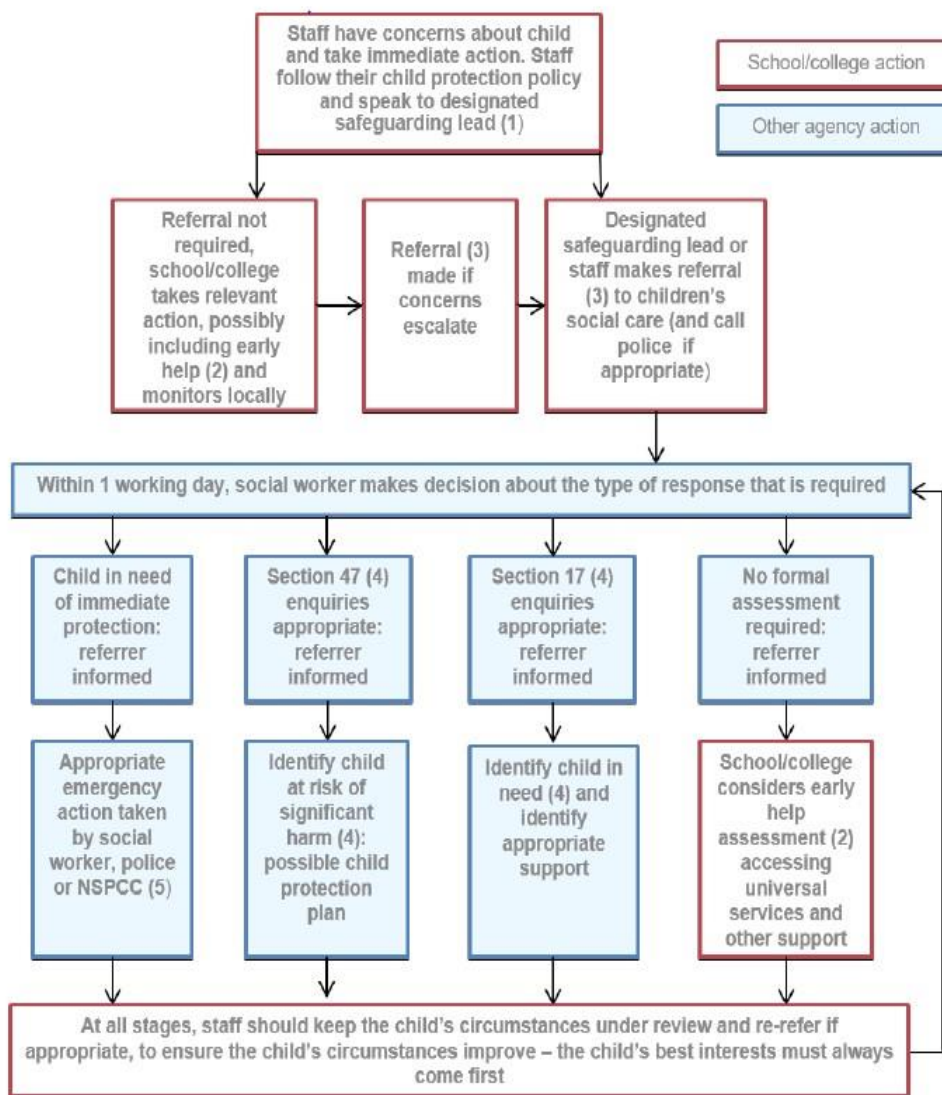 Staff have concerns about child
and take immediate action. Staff
follow their child protection policy
and speak to designated
safeguarding lead (1)
School/college action
Other agency action
Referral not
required,
school/college
takes relevant
action, possibly
including early
help (2) and
monitors locally
Referral (3)
made if
concerns
escalate
Designated
safeguarding lead or
staff makes referral
(3) to children's
social care (and call
police if
appropriate)
Within 1 working day, social worker makes decision about the type of response that is required
Child in need
of immediate
protection:
referrer
informed
Section 47 (4)
enquiries
appropriate:
referrer
informed
Section 17 (4)
enquiries
appropriate:
referrer
informed
No formal
assessment
required:
referrer
informed
Appropriate
emergency
action taken
by social
worker, police
or NSPCC (5)
Identify child
at risk of
significant
harm (4):
possible child
protection
plan
Identify child in
need (4) and
identify
appropriate
support
School/college
considers early
help
assessment (2)
accessing
universal
services and
other support
At all stages, staff should keep the child's circumstances under review and re-refer if
appropriate, to ensure the child's circumstances improve – the child's best interests must always
come first